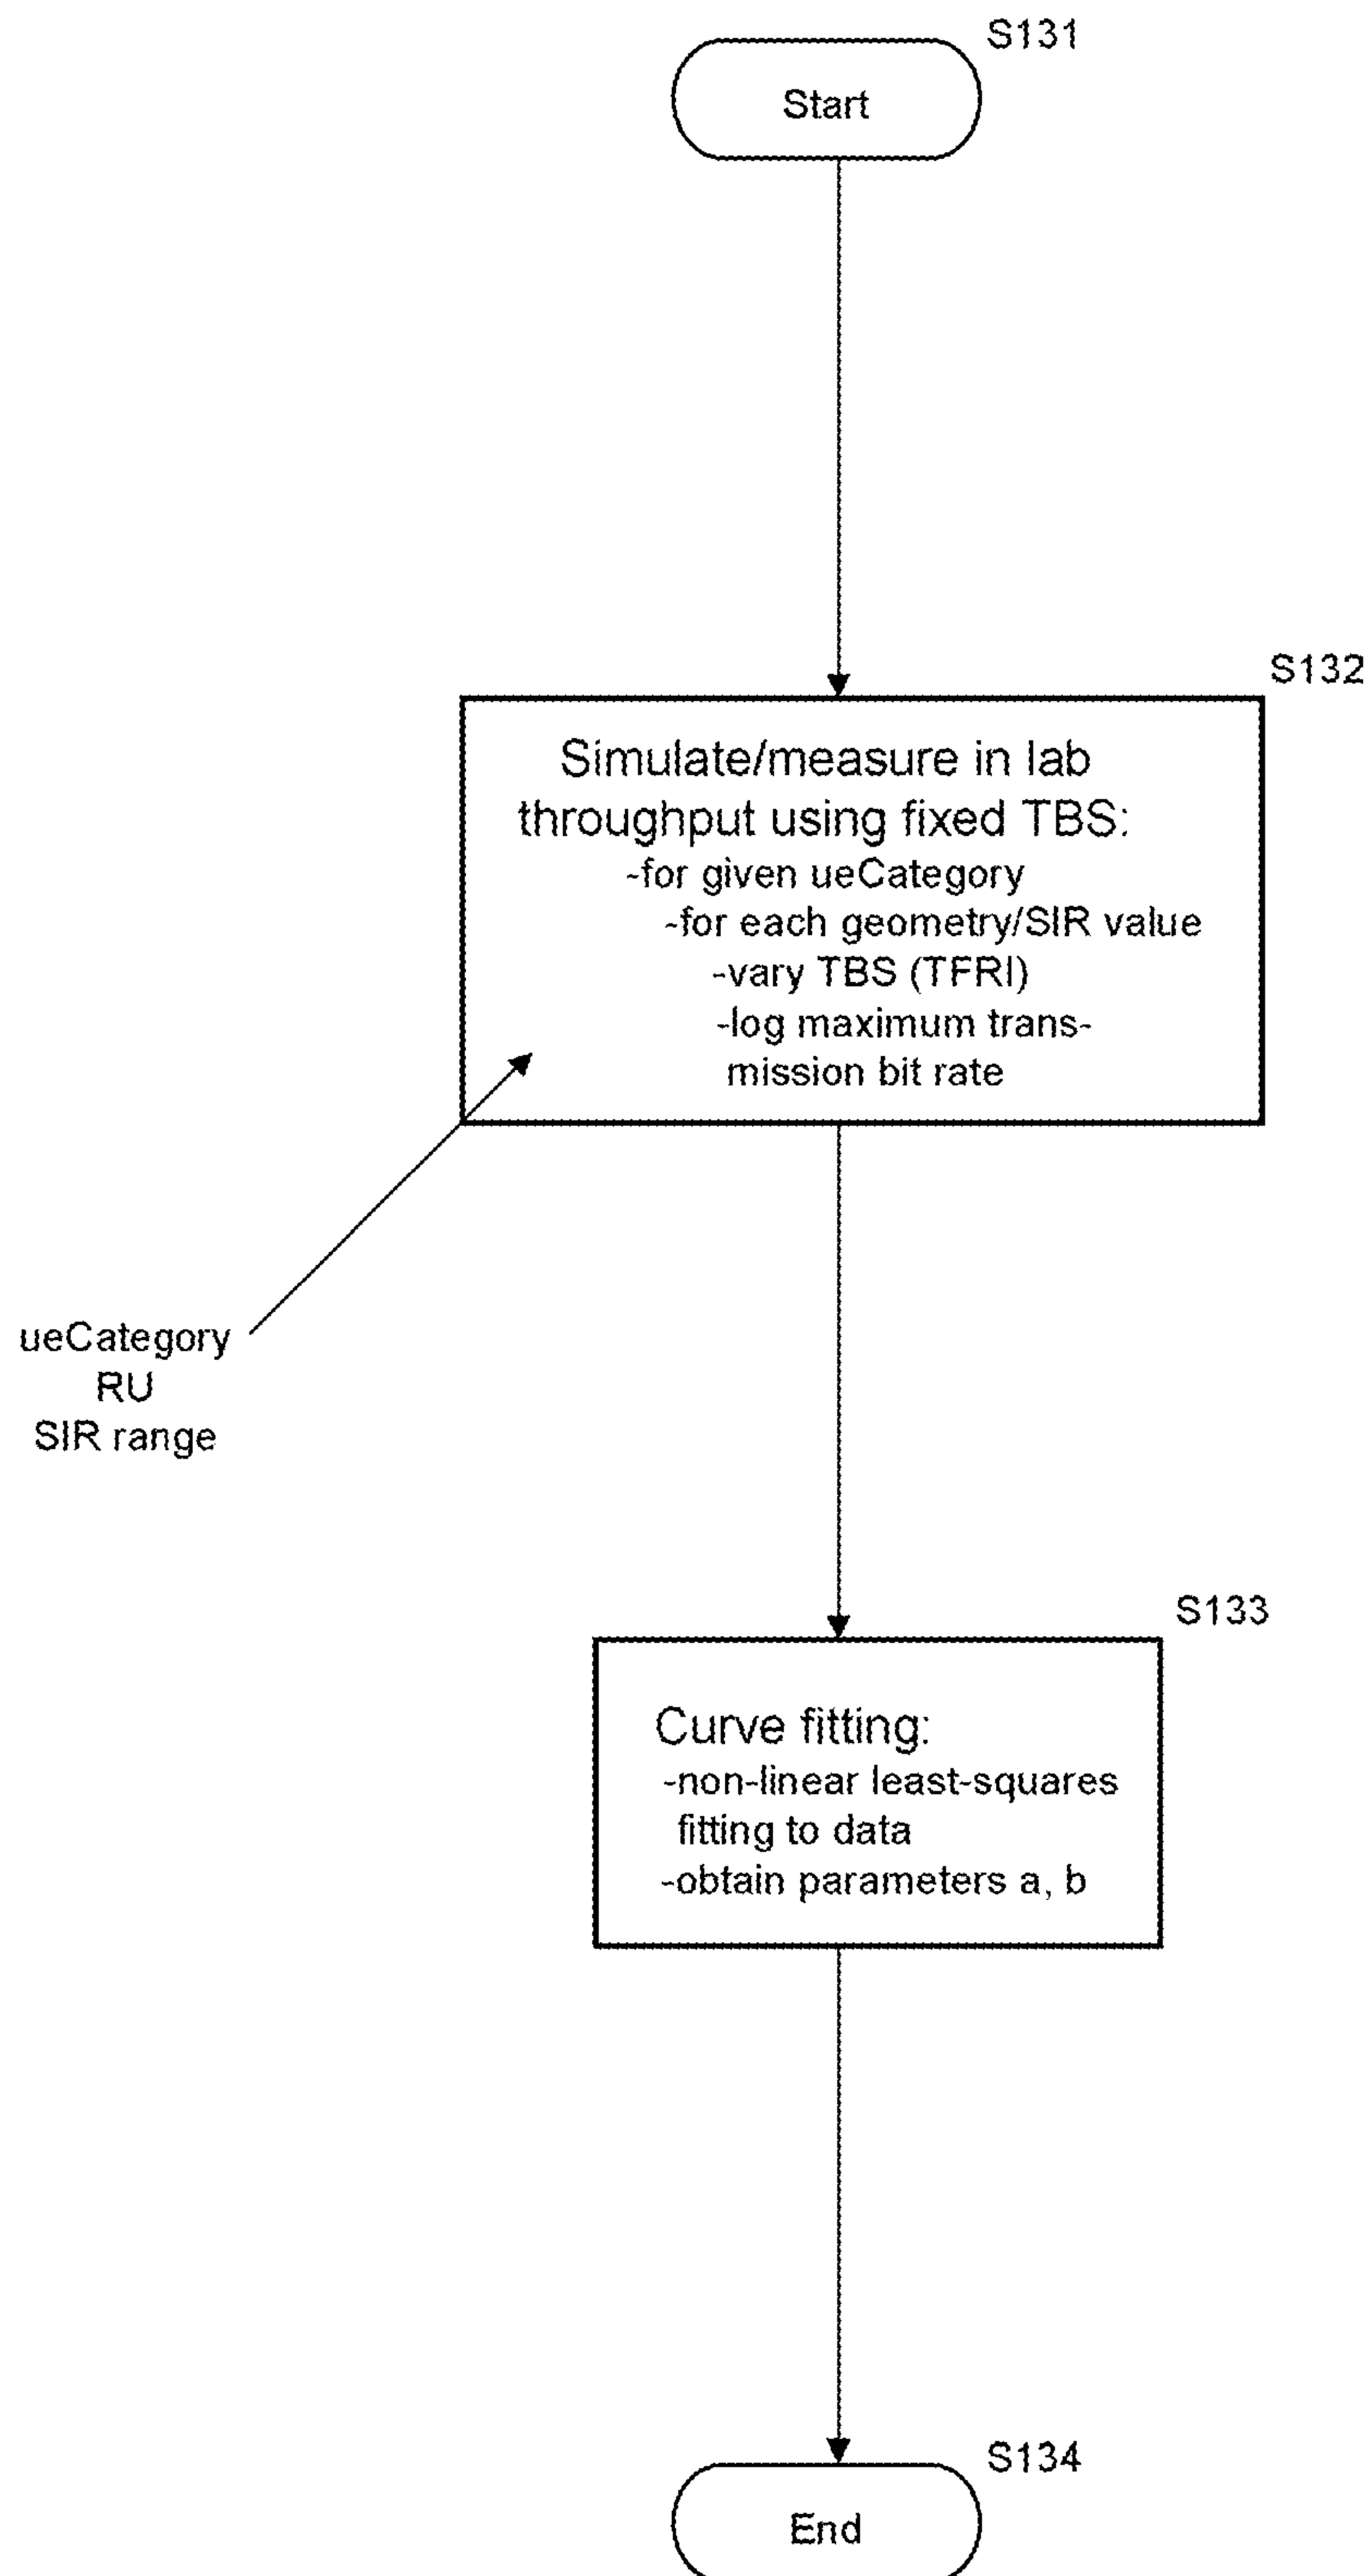 S131
Start
S132
Simulate/measure in lab
throughput using fixed TBS:
-for given ueCategory
-for each geometry/SIR value
-vary TBS (TFRI)
-log maximum trans-
mission bit rate
ueCategory
RU
SIR range
S133
Curve fitting:
-non-linear least-squares
fitting to data
-obtain parameters a, b
S134
End